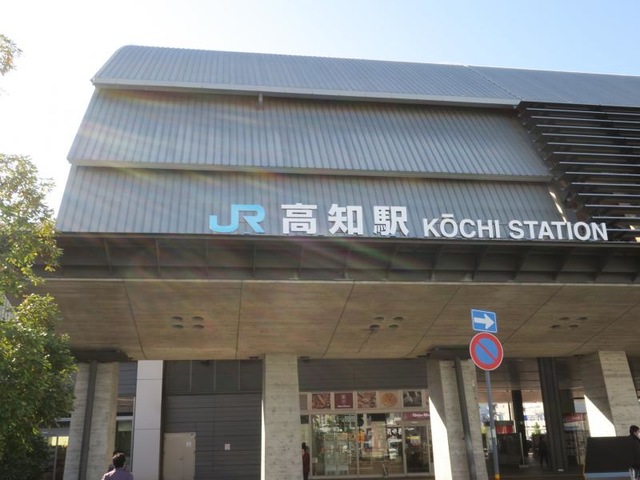 JR 高知駅 KŌCHI STATION